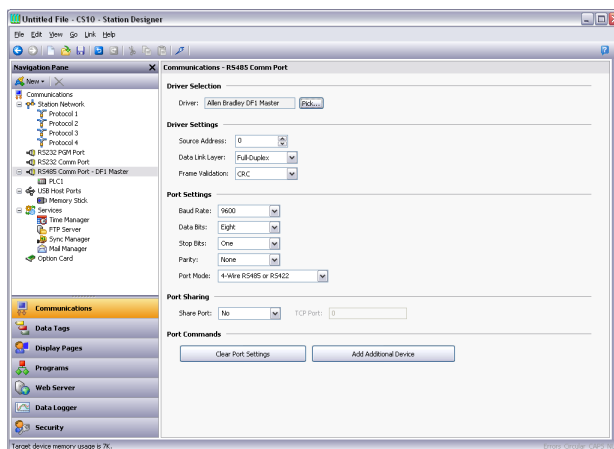 Untitled File - CS10 - Station Designer
File Edit View Go Link Help
Navigation Pane
New
Communications
Station Network
Protocol 1
Protocol 2
Protocol 3
Protocol 4
RS232 PGM Port
RS232 Comm Port
RS485 Comm Port - DF1 Master
PLC1
USB Host Ports
Memory Stick
Services
Time Manager
FTP Server
Sync Manager
Mail Manager
Option Card
Communications
Data Tags
Display Pages
Programs
Web Server
Data Logger
Security
Communications - RS485 Comm Port
Driver Selection
Driver: Allen Bradley DF1 Master Pick...
Driver Settings
Source Address: 0
Data Link Layer: Full-Duplex
Frame Validation: CRC
Port Settings
Baud Rate: 9600
Data Bits: Eight
Stop Bits: One
Parity: None
Port Mode: 4-Wire RS485 or RS422
Port Sharing
Share Port: No TCP Port: 0
Port Commands
Clear Port Settings Add Additional Device
Target device memory usage is 7K. Errors Circular CAPS